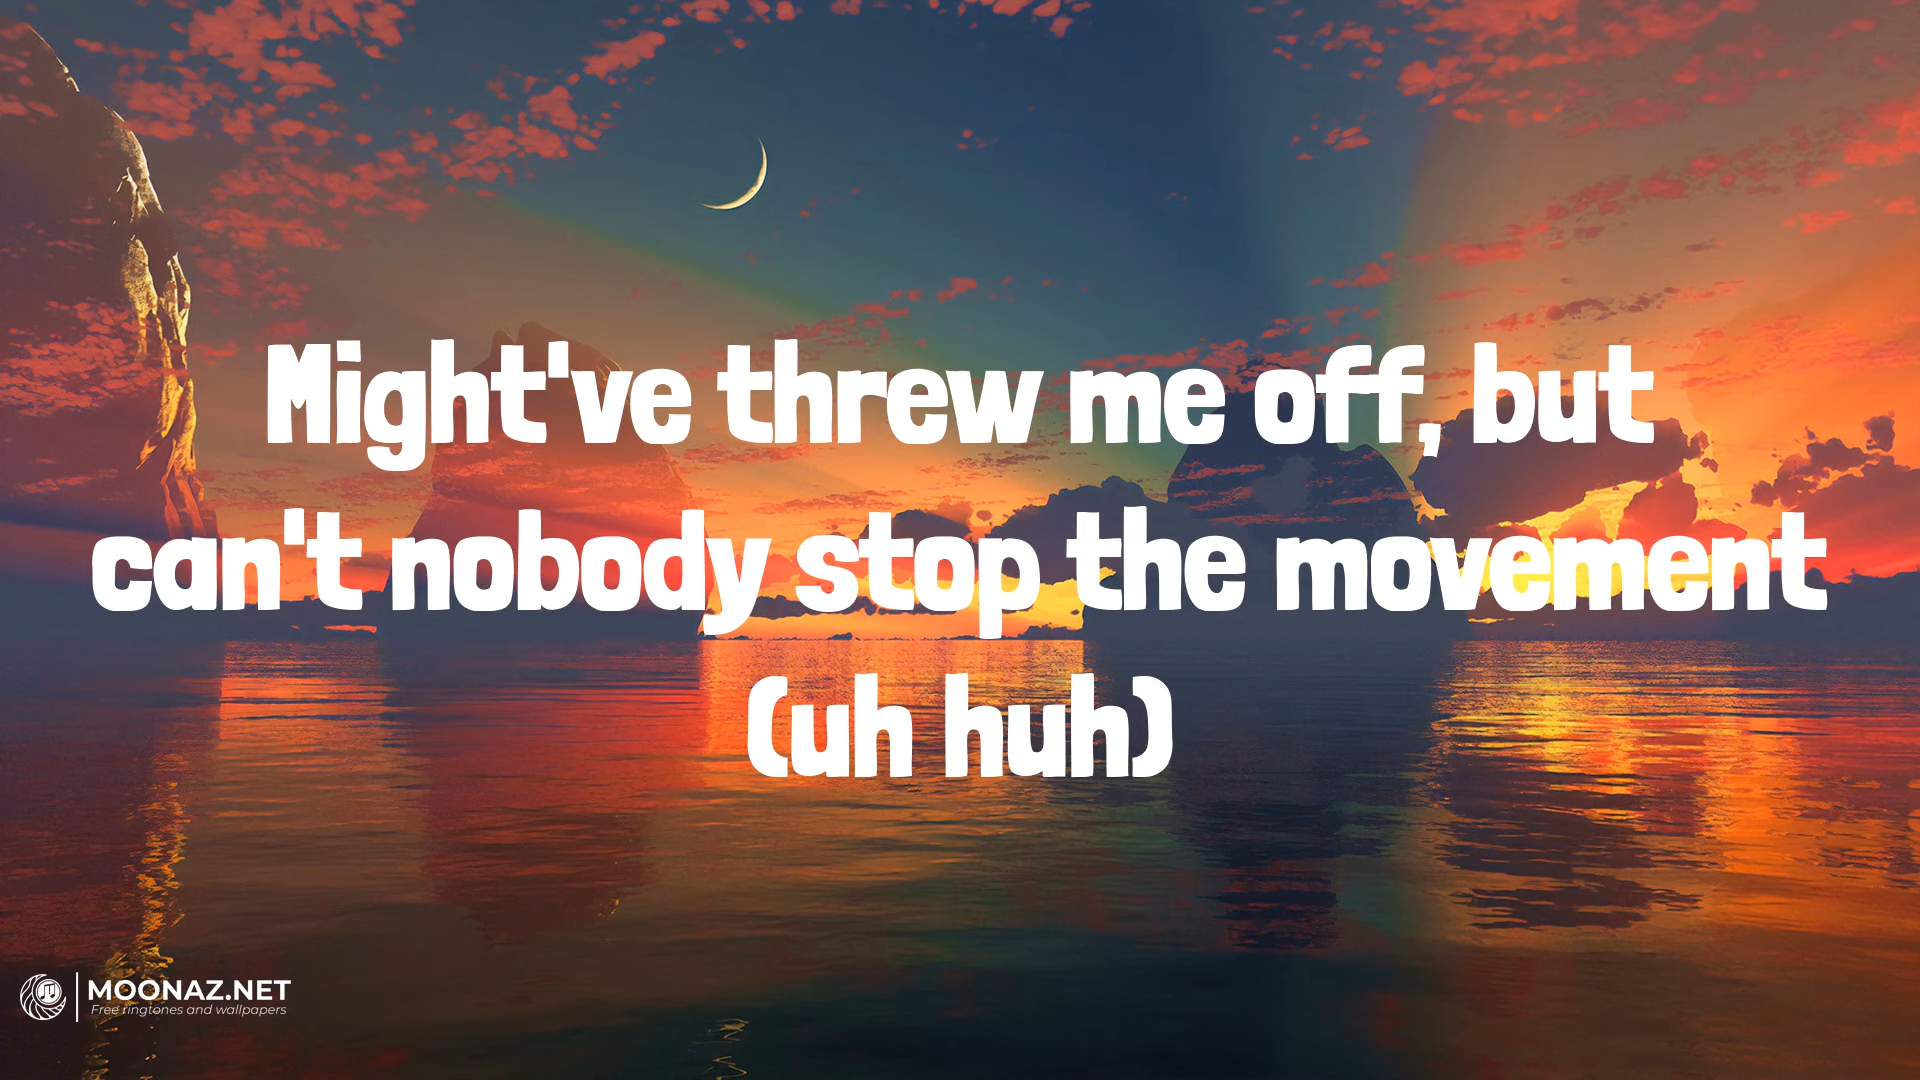 Might've threw me off, but
can't nobody stop the movement
(uh huh)
MOONAZ.NET
Free ringtones and wallpapers